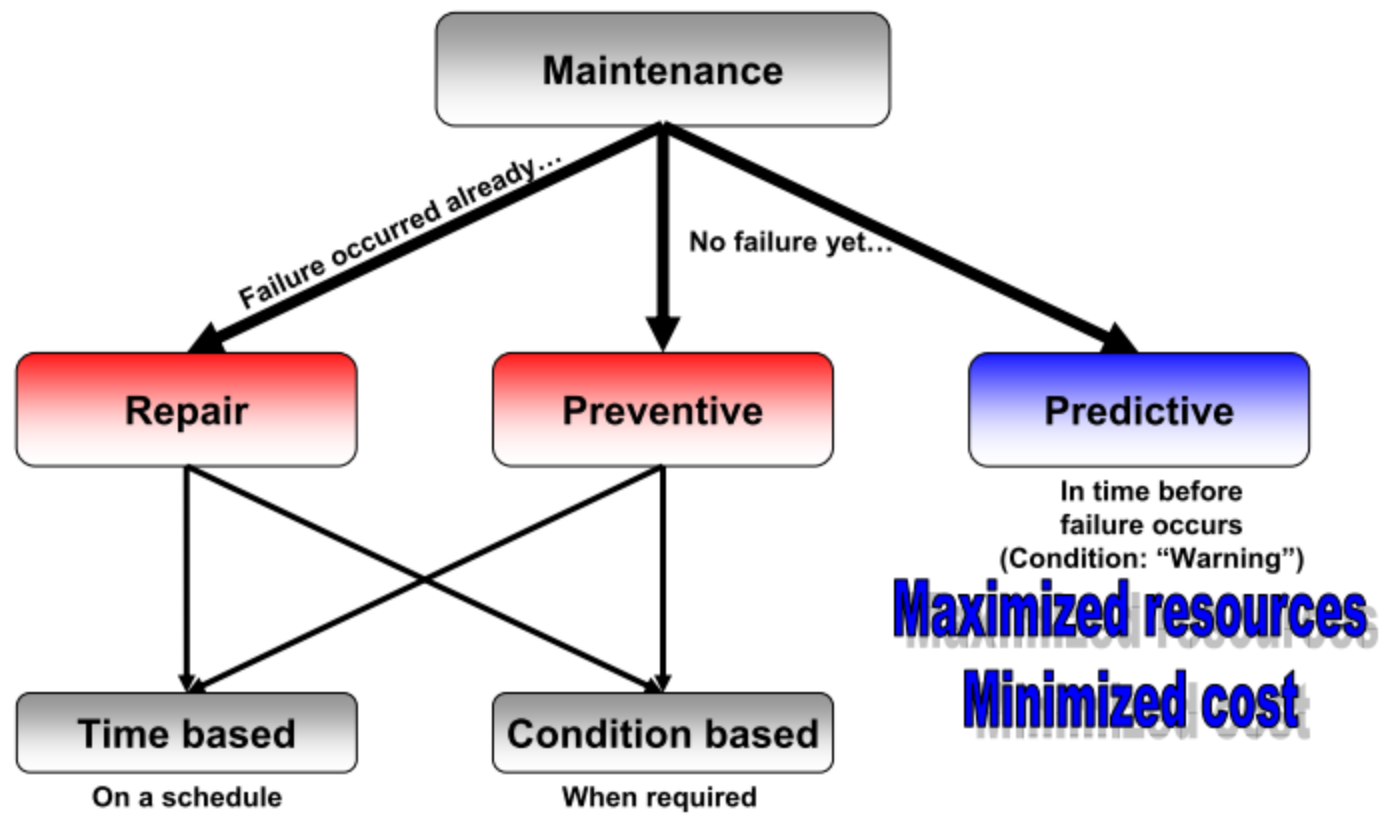 Maintenance
Failure occurred already…
No failure yet…
Repair
Preventive
Predictive
In time before
failure occurs
(Condition: “Warning”)
Maximized resources
Minimized cost
Time based
Condition based
On a schedule
When required